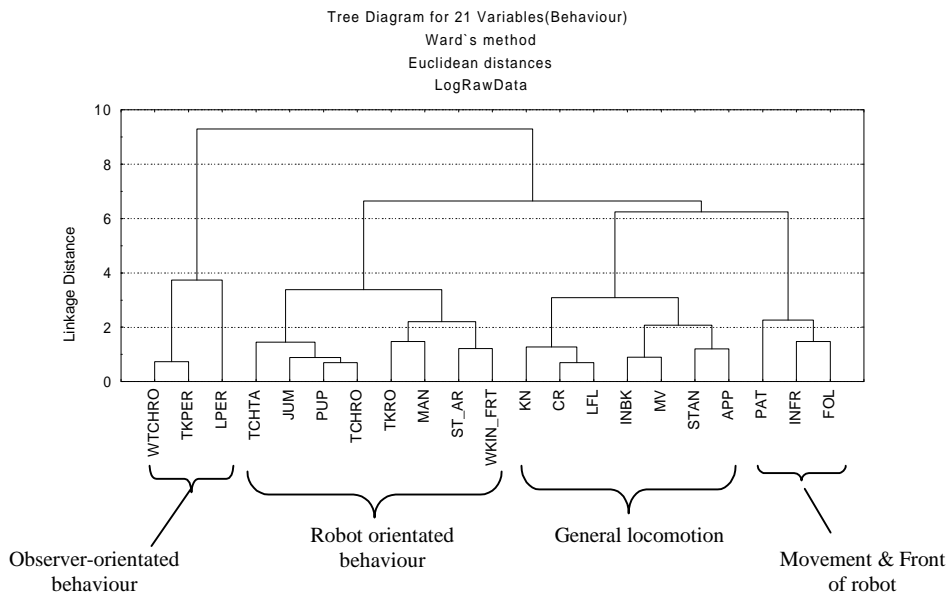 Tree Diagram for 21 Variables(Behaviour)
Ward`s method
Euclidean distances
LogRawData
Linkage Distance
10
8
6
4
2
0
WTCHRO
TKPER
LPER
TCHTA
JUM
PUP
TCHRO
TKRO
MAN
ST_AR
WKIN_FRT
KN
CR
LFL
INBK
MV
STAN
APP
PAT
INFR
FOL
Observer-orientated
behaviour
Robot orientated
behaviour
General locomotion
Movement & Front
of robot